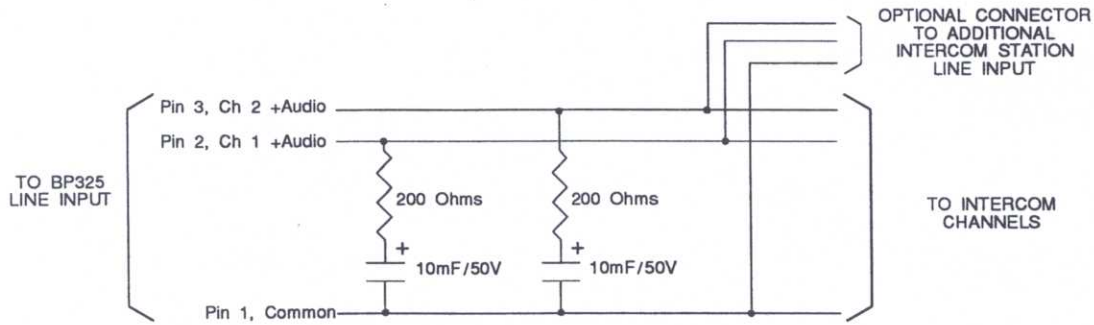 OPTIONAL CONNECTOR
TO ADDITIONAL
INTERCOM STATION
LINE INPUT
Pin 3, Ch 2 +Audio
Pin 2, Ch 1 +Audio
TO BP325
LINE INPUT
200 Ohms
200 Ohms
TO INTERCOM
CHANNELS
+
+
10mF/50V
10mF/50V
Pin 1, Common